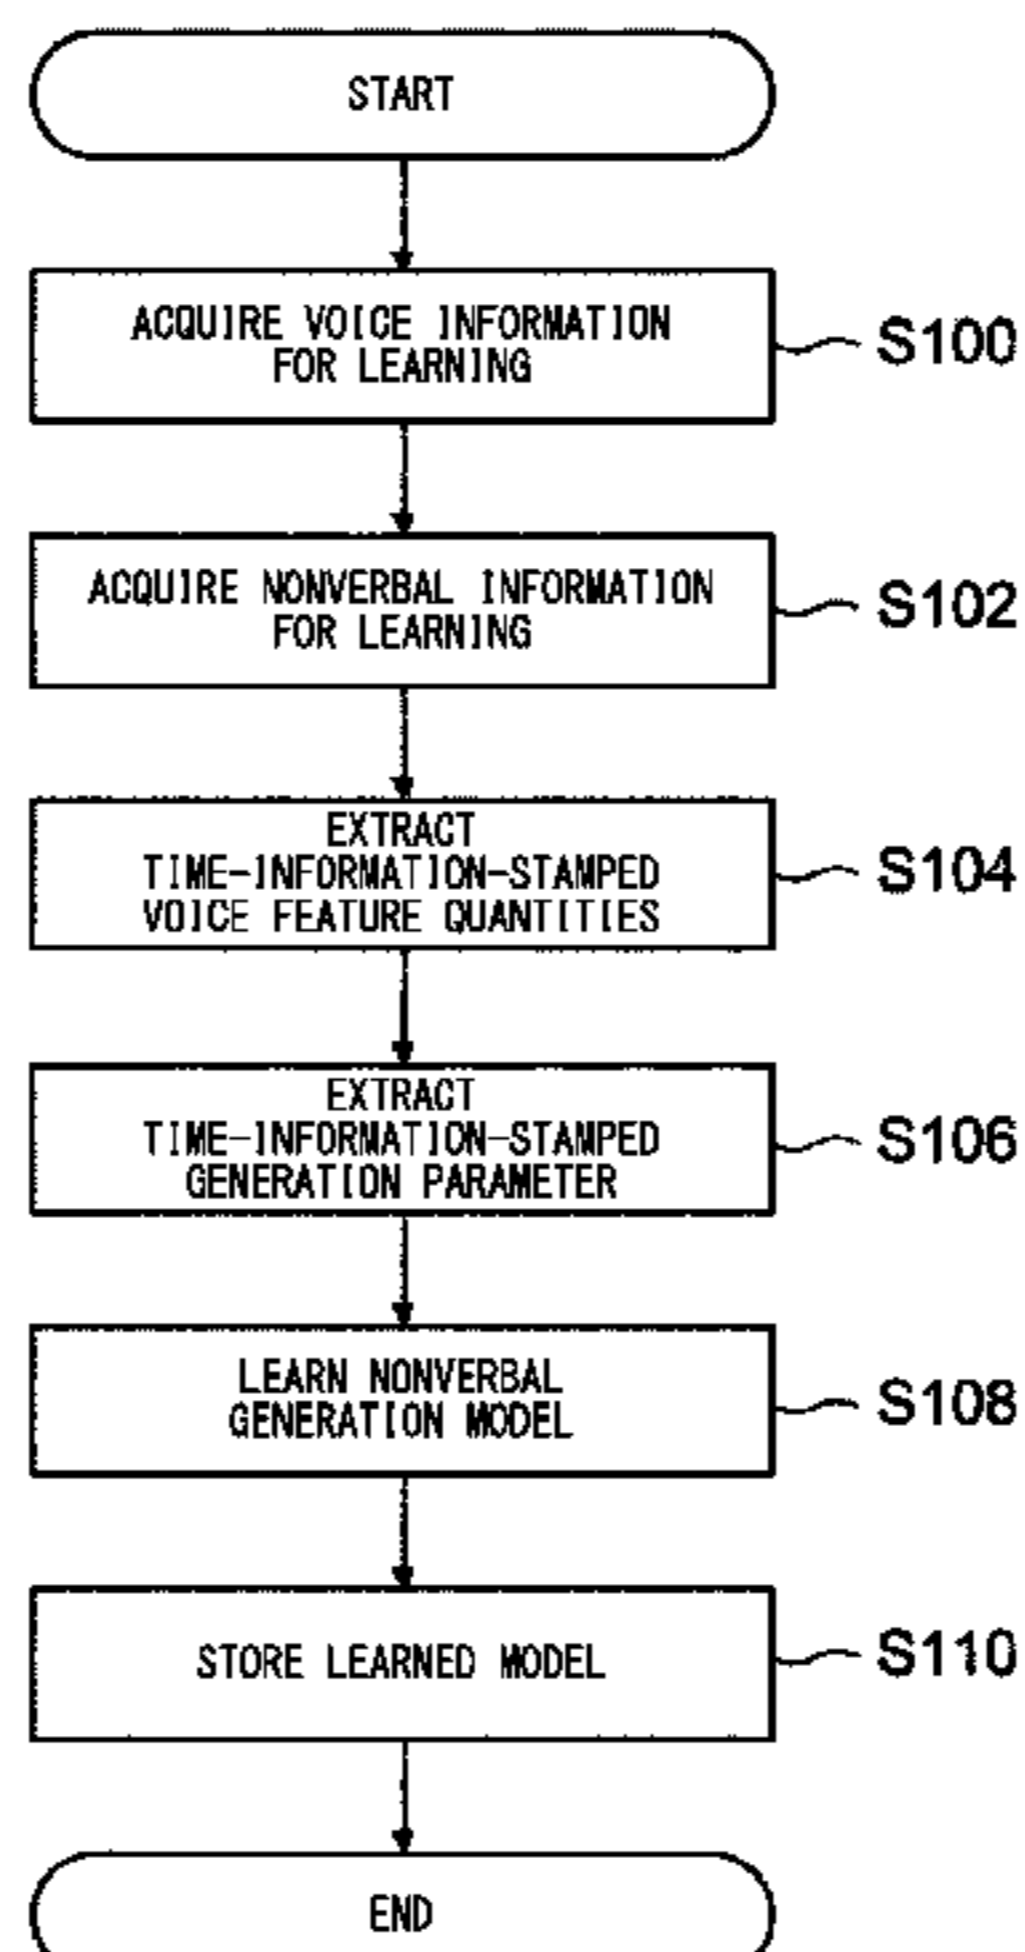 START
ACQUIRE VOICE INFORMATION
FOR LEARNING
S100
ACQUIRE NONVERBAL INFORMATION
FOR LEARNING
S102
EXTRACT
TIME-INFORMATION-STAMPED
VOICE FEATURE QUANTITIES
S104
EXTRACT
TIME-INFORMATION-STAMPED
GENERATION PARAMETER
S106
LEARN NONVERBAL
GENERATION MODEL
S108
STORE LEARNED MODEL
S110
END